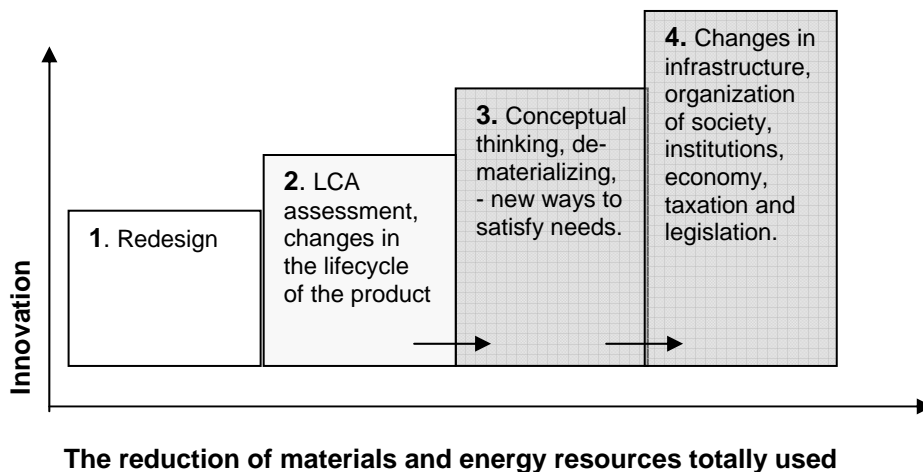 1. Redesign
2. LCA
assessment,
changes in
the lifecycle
of the product
3. Conceptual
thinking, de-
materializing,
- new ways to
satisfy needs.
4. Changes in
infrastructure,
organization
of society,
institutions,
economy,
taxation and
legislation.
Innovation
The reduction of materials and energy resources totally used